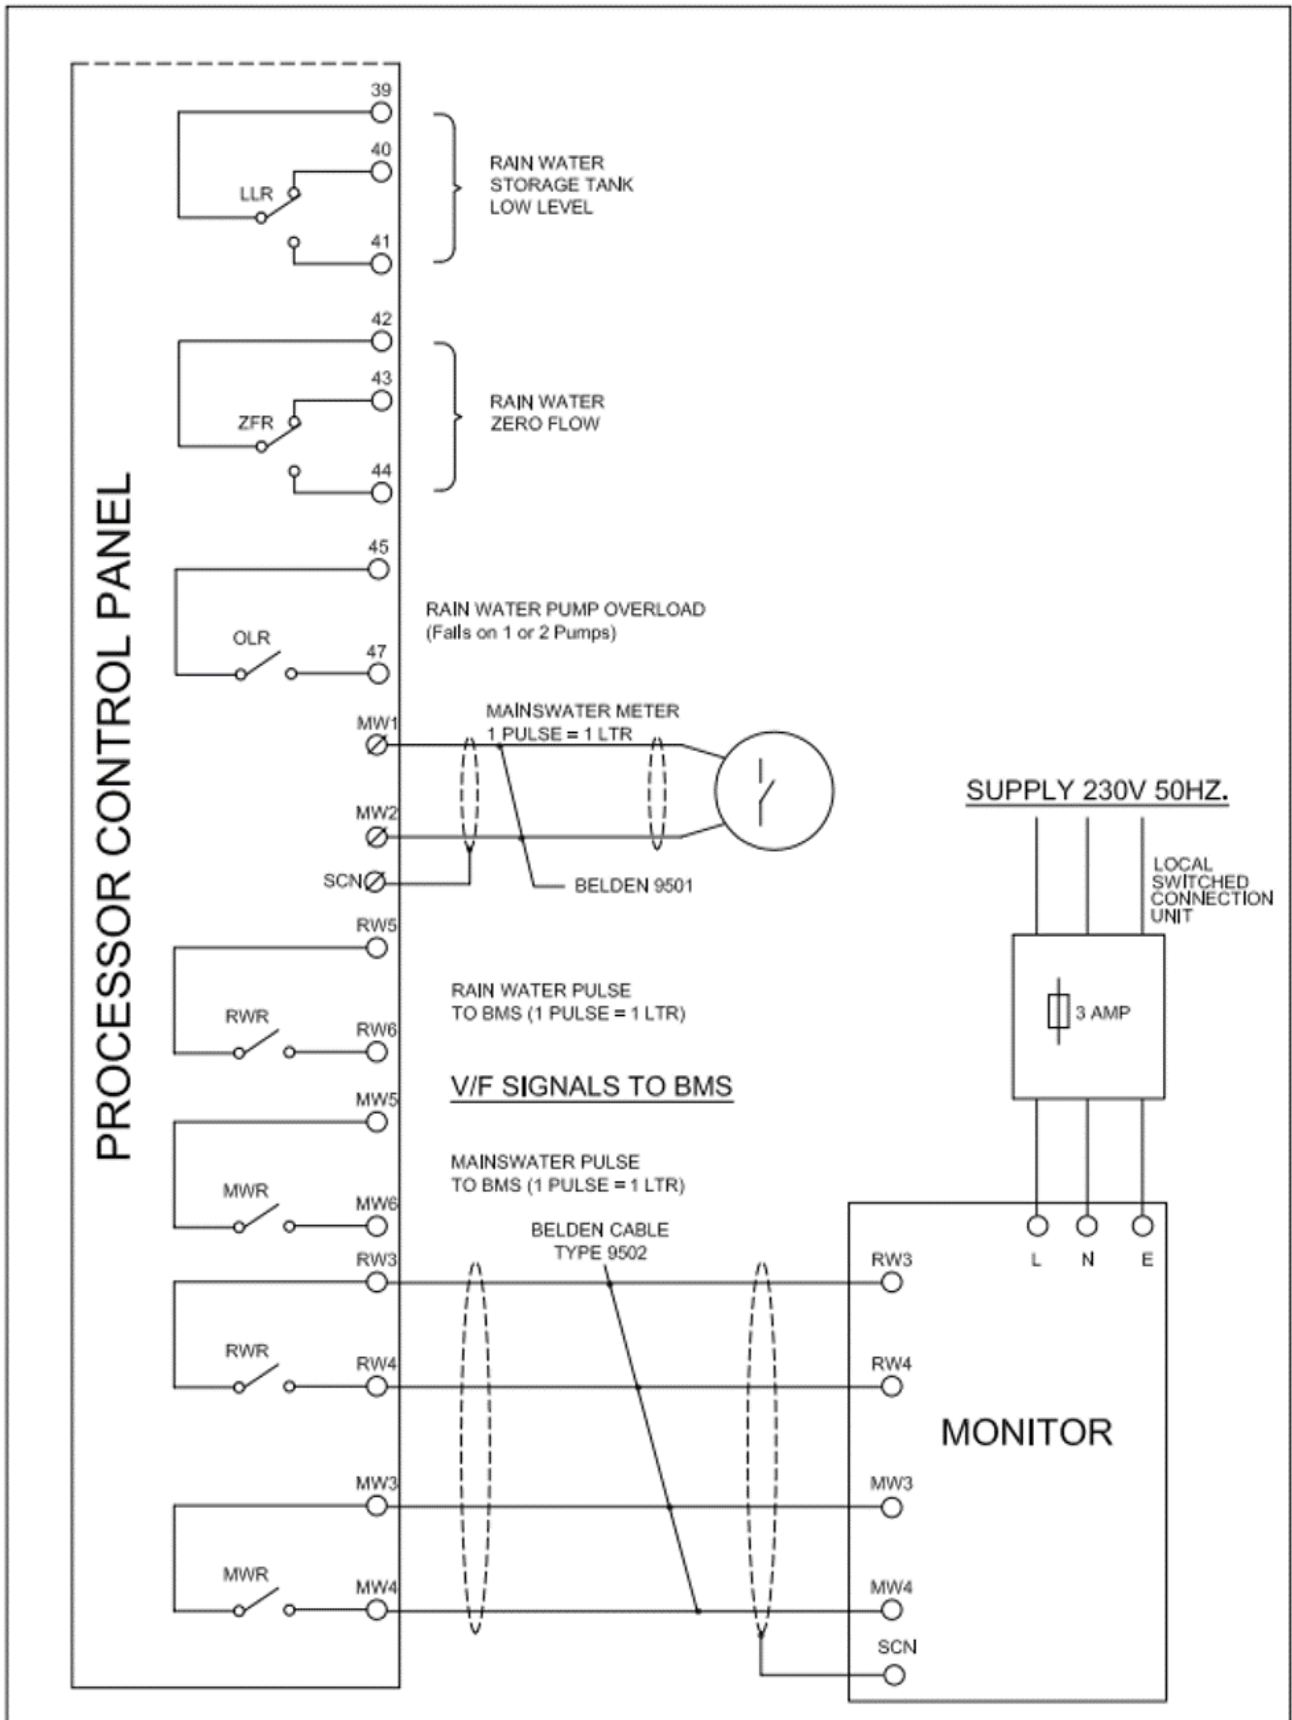 PROCESSOR CONTROL PANEL
39
40
LLR
41
RAIN WATER
STORAGE TANK
LOW LEVEL
42
43
ZFR
44
RAIN WATER
ZERO FLOW
45
OLR
47
RAIN WATER PUMP OVERLOAD
(Falls on 1 or 2 Pumps)
MW1
MAINSWATER METER
1 PULSE = 1 LTR
MW2
SCN
BELDEN 9501
SUPPLY 230V 50HZ.
LOCAL
SWITCHED
CONNECTION
UNIT
3 AMP
RW5
RWR
RW6
RAIN WATER PULSE
TO BMS (1 PULSE = 1 LTR)
V/F SIGNALS TO BMS
MW5
MWR
MW6
MAINSWATER PULSE
TO BMS (1 PULSE = 1 LTR)
BELDEN CABLE
TYPE 9502
L N E
RW3
RW3
RWR
RW4
RW4
MONITOR
MW3
MW3
MWR
MW4
MW4
SCN